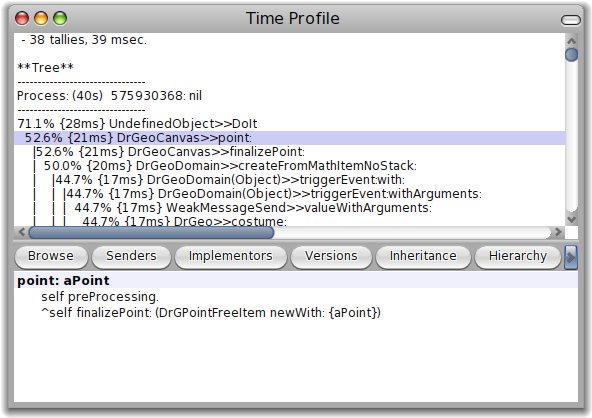 Time Profile
- 38 tallies, 39 msec.
**Tree**
--------------------------------
Process: (40s) 575930368: nil
--------------------------------
71.1% {28ms} UndefinedObject>>DoIt
52.6% {21ms} DrGeoCanvas>>point:
|52.6% {21ms} DrGeoCanvas>>finalizePoint:
| 50.0% {20ms} DrGeoDomain>>createFromMathItemNoStack:
| |44.7% {17ms} DrGeoDomain(Object)>>triggerEvent:with:
| | |44.7% {17ms} DrGeoDomain(Object)>>triggerEvent:withArguments:
| | | 44.7% {17ms} WeakMessageSend>>valueWithArguments:
| | | 44.7% {17ms} DrGeo>>costume:
Browse Senders Implementors Versions Inheritance Hierarchy
point: aPoint
self preProcessing.
^self finalizePoint: (DrGPointFreeItem newWith: {aPoint})